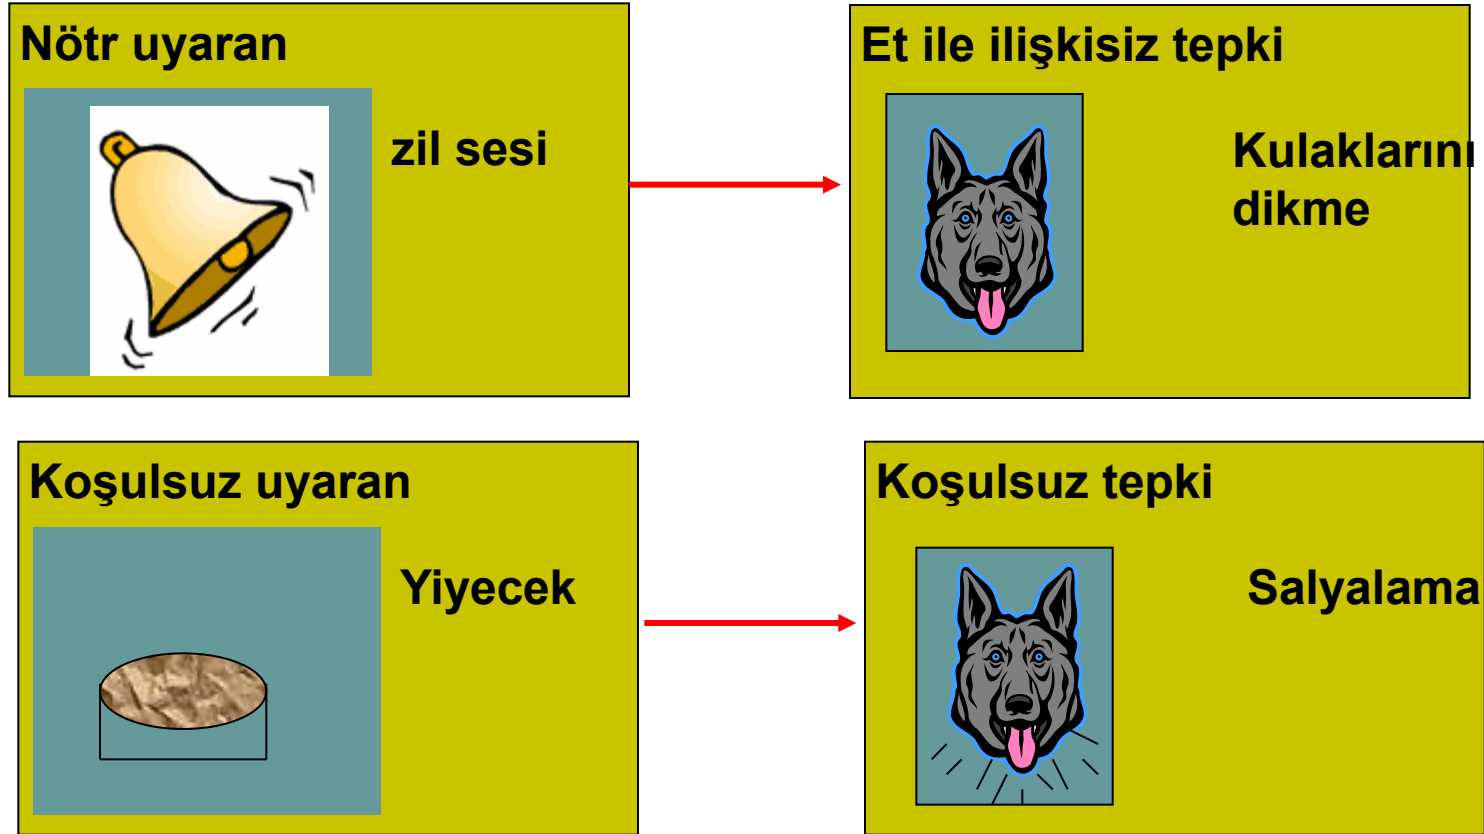 Nötr uyaran
zil sesi
Et ile ilişkisiz tepki
Kulaklarını
dikme
Koşulsuz uyaran
Yiyecek
Koşulsuz tepki
Salyalama